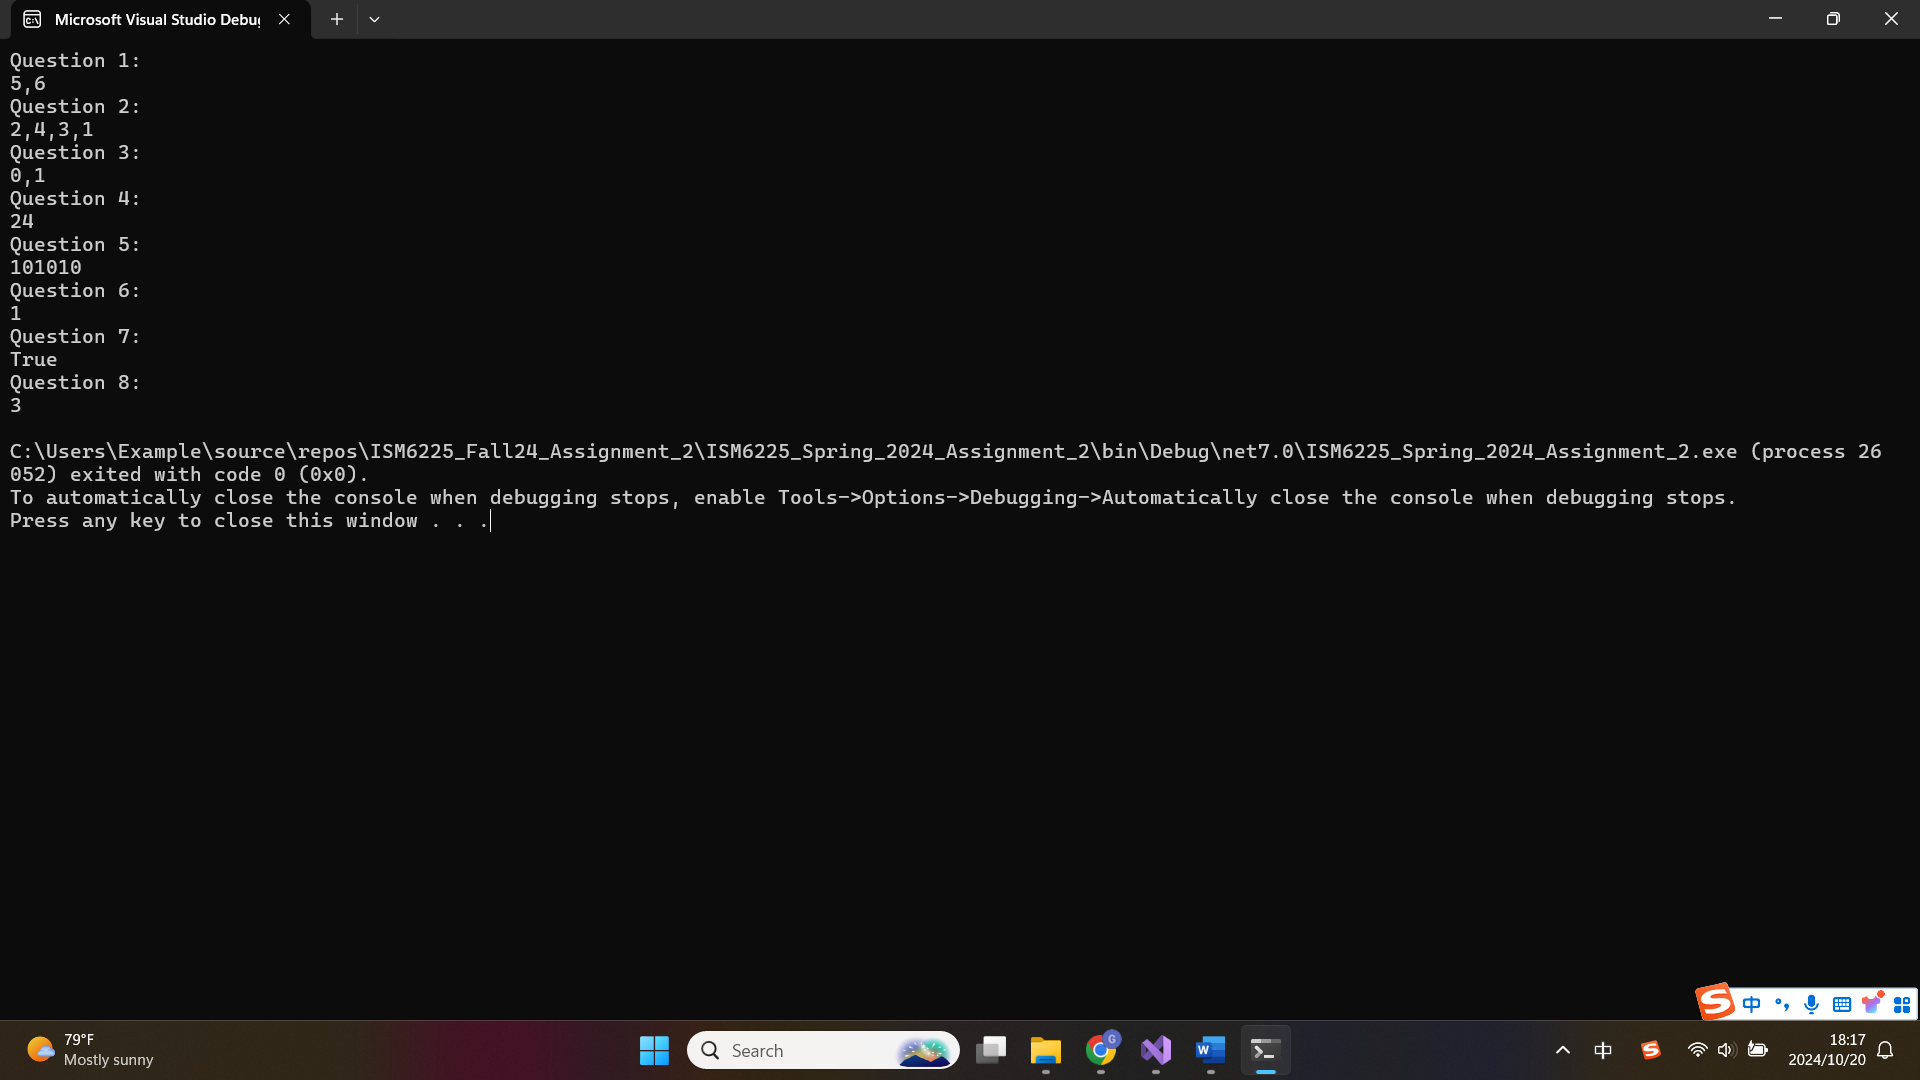 Microsoft Visual Studio Debug
Question 1:
5,6
Question 2:
2,4,3,1
Question 3:
0,1
Question 4:
24
Question 5:
101010
Question 6:
1
Question 7:
True
Question 8:
3
C:\Users\Example\source\repos\ISM6225_Fall24_Assignment_2\ISM6225_Spring_2024_Assignment_2\bin\Debug\net7.0\ISM6225_Spring_2024_Assignment_2.exe (process 26
052) exited with code 0 (0x0).
To automatically close the console when debugging stops, enable Tools->Options->Debugging->Automatically close the console when debugging stops.
Press any key to close this window . . .
中
79°F
Mostly sunny
Search
G
W
中
18:17
2024/10/20